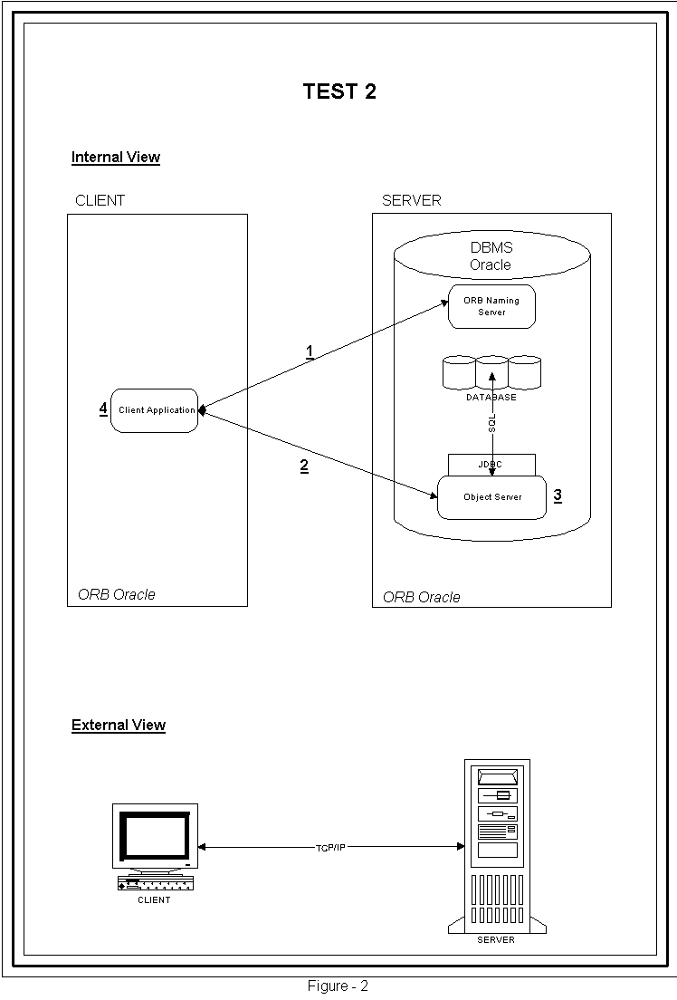 TEST 2
Internal View
CLIENT
SERVER
DBMS
Oracle
ORB Naming
Server
1
4
Client Application
DATABASE
SQL
2
JDBC
Object Server
3
ORB Oracle
ORB Oracle
External View
TCP/IP
CLIENT
SERVER
Figure - 2